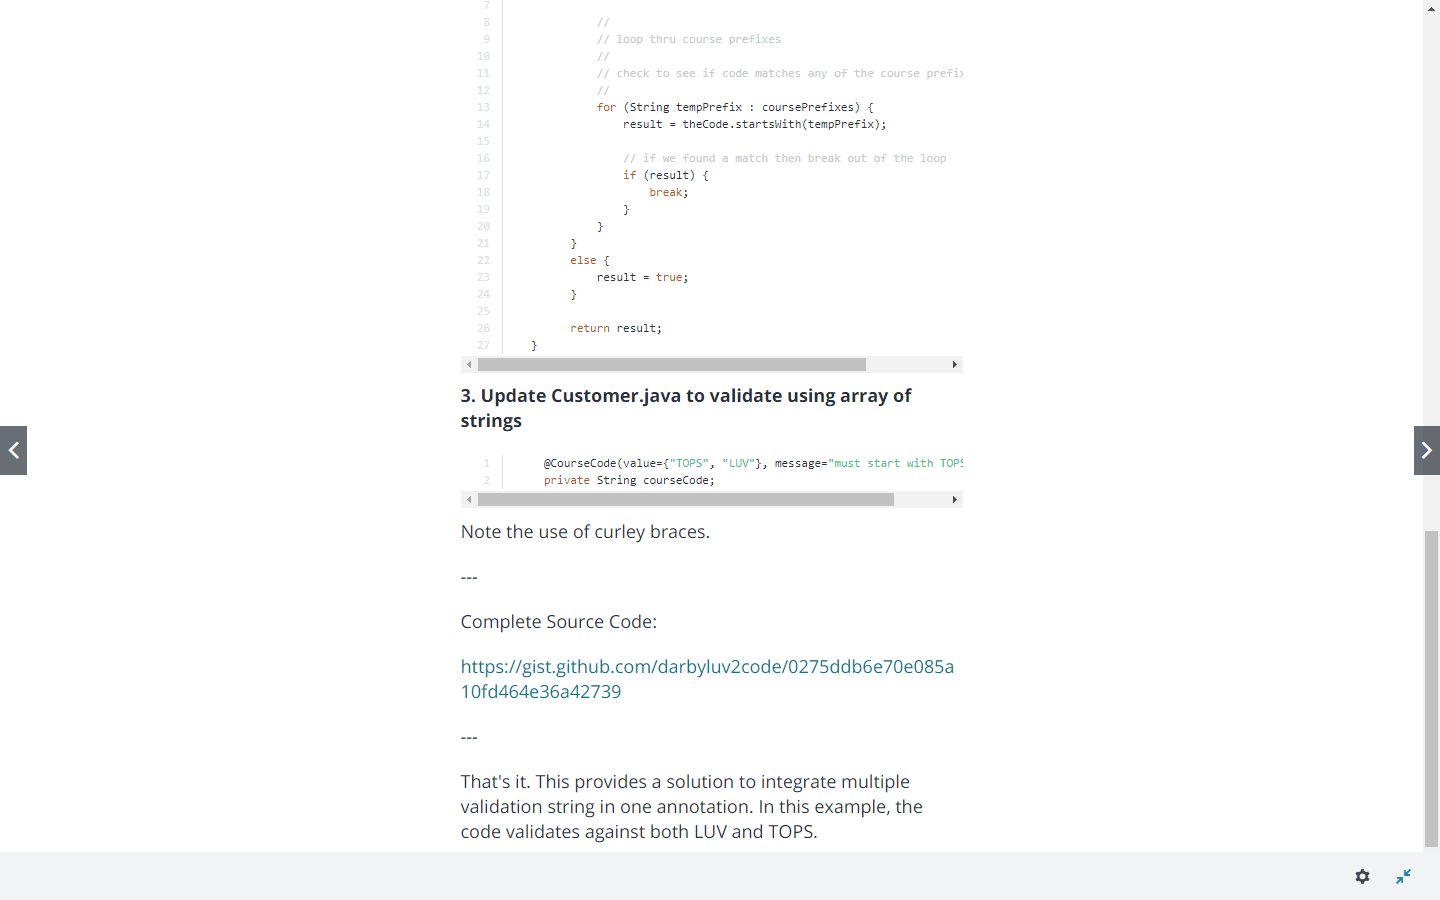 7
8 //
9 // loop thru course prefixes
10 //
11 // check to see if code matches any of the course prefix
12 //
13 for (String tempPrefix : coursePrefixes) {
14 result = theCode.startsWith(tempPrefix);
15
16 // if we found a match then break out of the loop
17 if (result) {
18 break;
19 }
20 }
21 }
22 else {
23 result = true;
24 }
25
26 return result;
27 }
3. Update Customer.java to validate using array of
strings
1 @CourseCode(value={"TOPS", "LUV"}, message="must start with TOPS
2 private String courseCode;
Note the use of curley braces.
---
Complete Source Code:
https://gist.github.com/darbyluv2code/0275ddb6e70e085a
10fd464e36a42739
---
That's it. This provides a solution to integrate multiple
validation string in one annotation. In this example, the
code validates against both LUV and TOPS.